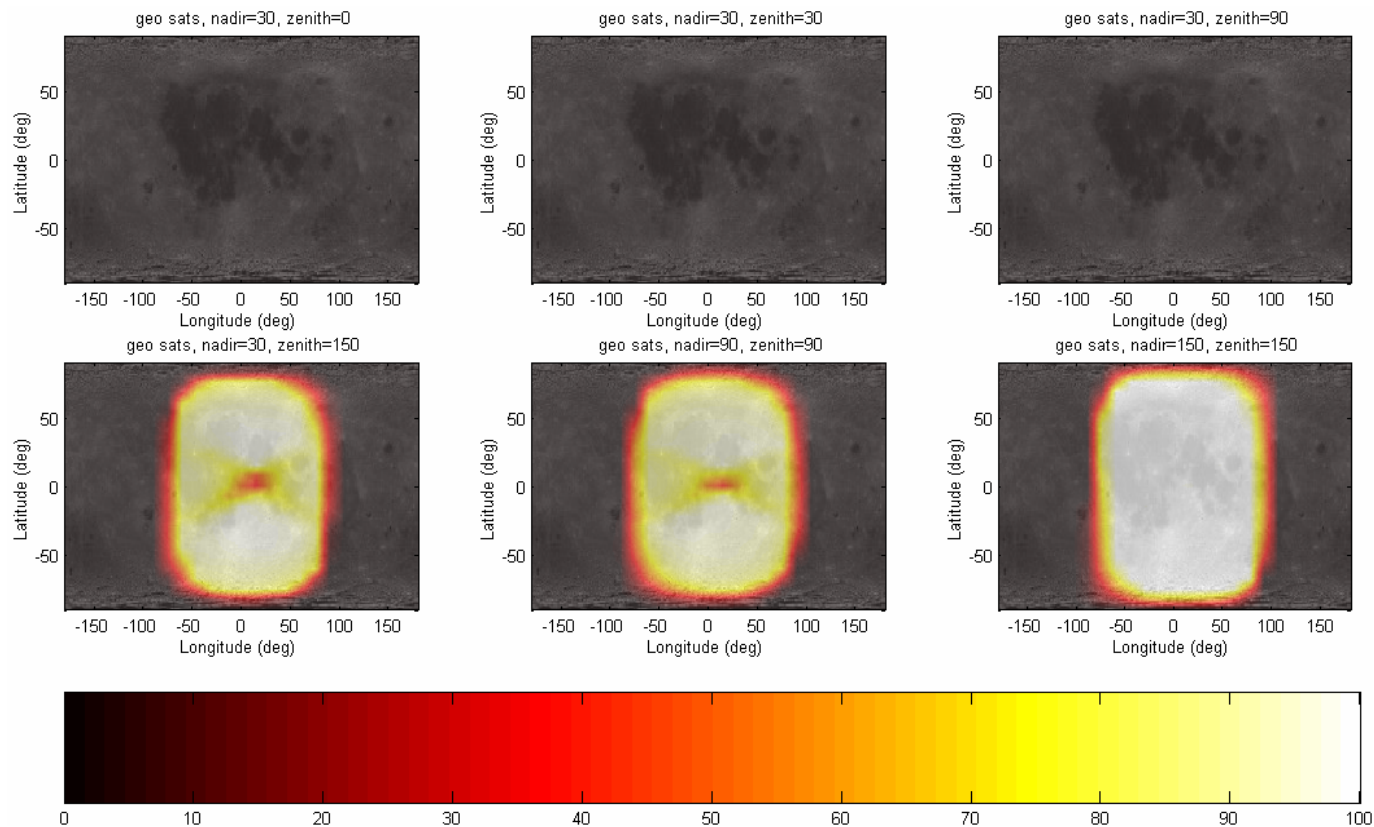 geo sats, nadir=30, zenith=0
geo sats, nadir=30, zenith=30
geo sats, nadir=30, zenith=90
Latitude (deg)
50
0
-50
-150 -100 -50 0 50 100 150
Longitude (deg)
Latitude (deg)
50
0
-50
-150 -100 -50 0 50 100 150
Longitude (deg)
Latitude (deg)
50
0
-50
-150 -100 -50 0 50 100 150
Longitude (deg)
geo sats, nadir=30, zenith=150
geo sats, nadir=90, zenith=90
geo sats, nadir=150, zenith=150
Latitude (deg)
50
0
-50
-150 -100 -50 0 50 100 150
Longitude (deg)
Latitude (deg)
50
0
-50
-150 -100 -50 0 50 100 150
Longitude (deg)
Latitude (deg)
50
0
-50
-150 -100 -50 0 50 100 150
Longitude (deg)
0 10 20 30 40 50 60 70 80 90 100